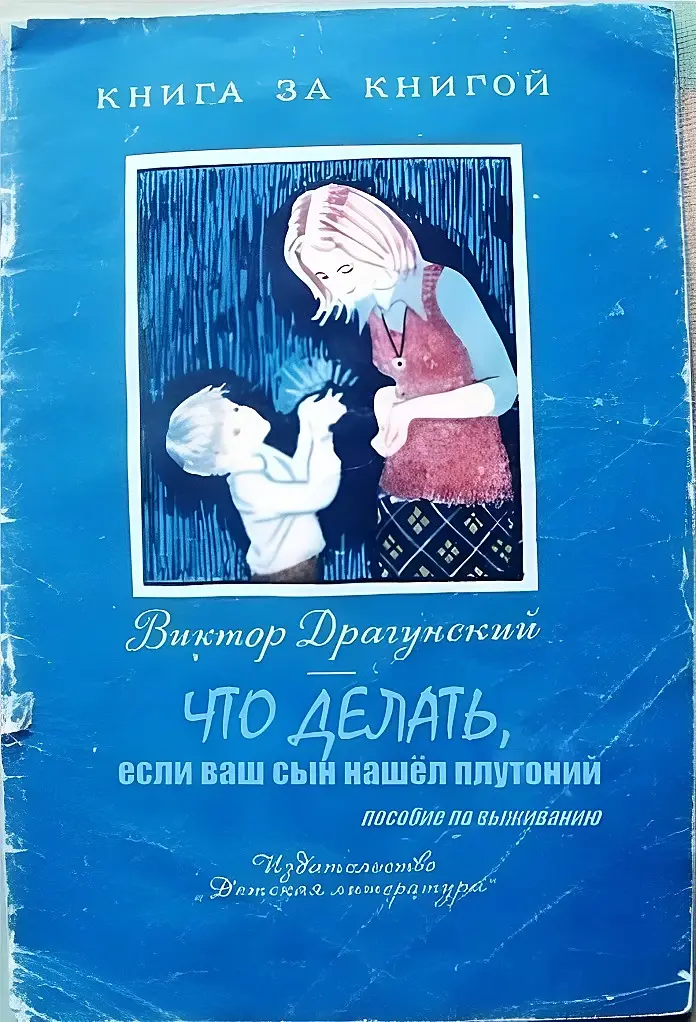 КНИГА ЗА КНИГОЙ
Виктор Драгунский
ЧТО ДЕЛАТЬ,
если ваш сын нашёл плутоний
пособие по выживанию
Издательство
„Детская литература"